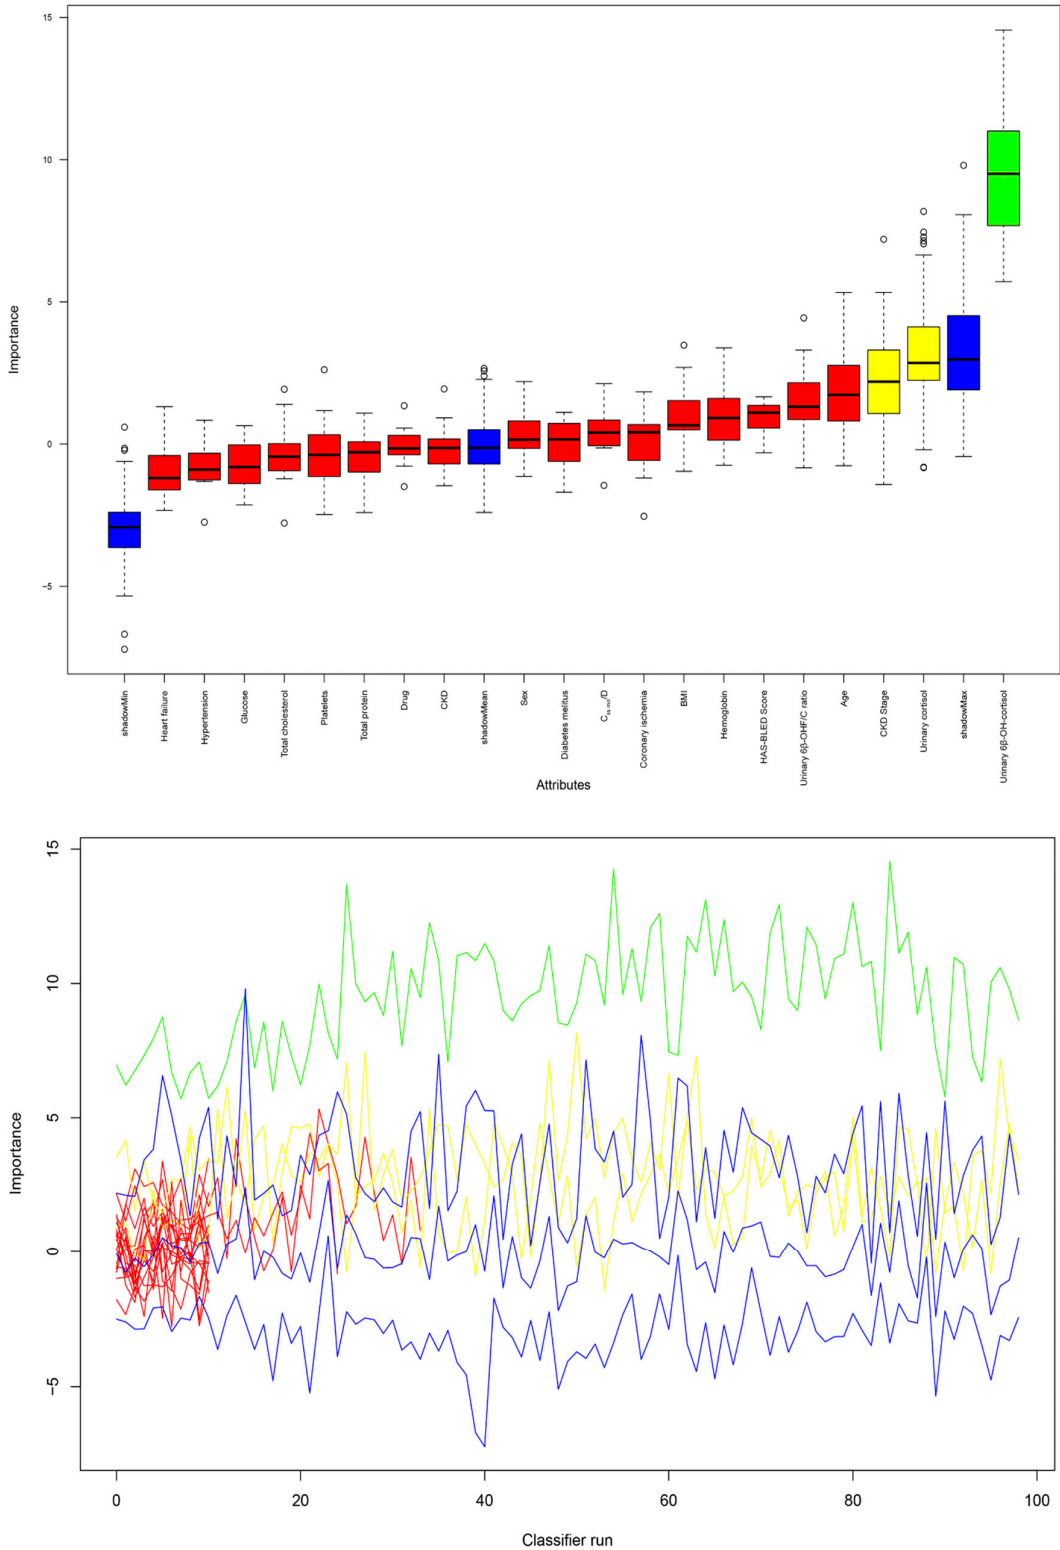 15
10
5
0
−5
Importance
shadowMin
Heart failure
Hypertension
Glucose
Total cholesterol
Platelets
Total protein
Drug
CKD
shadowMean
Sex
Diabetes melitus
Coronary ischemia
BMI
Hemoglobin
HAS-BLED Score
Urinary 6β-OHF/C ratio
Age
CKD Stage
Urinary cortisol
shadowMax
Urinary 6β-OH-cortisol
Attributes
15
10
5
0
−5
Importance
0 20 40 60 80 100
Classifier run